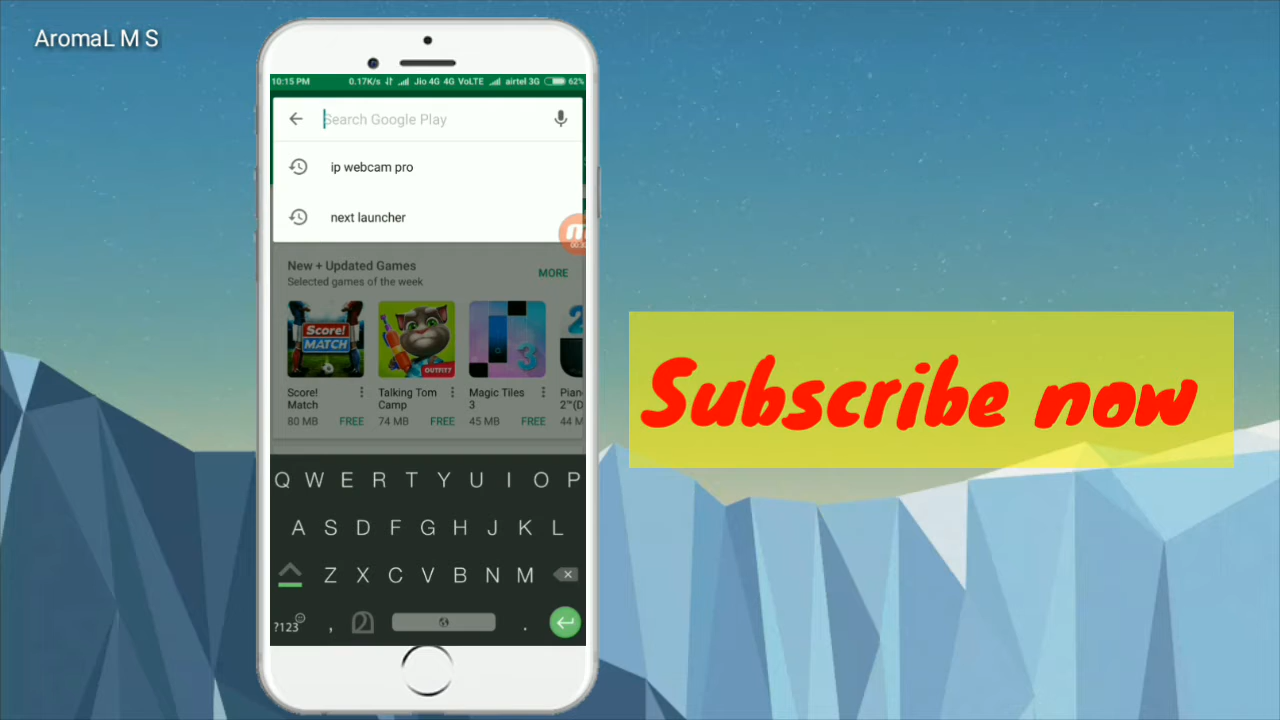 AromaL M S
10:15 PM 0.17K/s Jio 4G 4G VoLTE airtel 3G 62%
Search Google Play
ip webcam pro
next launcher
New + Updated Games
MORE
Selected games of the week
Score! MATCH
OUTFIT7
3
Score! Match
Talking Tom Camp
Magic Tiles 3
80 MB FREE
74 MB FREE
45 MB FREE
44 M
Q W E R T Y U I O P
A S D F G H J K L
Z X C V B N M
?123 , മ .
Subscribe now